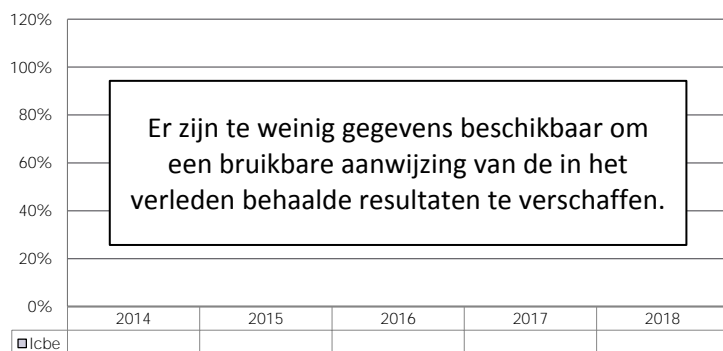 120%
100%
80%
60%
40%
20%
0%
Er zijn te weinig gegevens beschikbaar om
een bruikbare aanwijzing van de in het
verleden behaalde resultaten te verschaffen.
2014 2015 2016 2017 2018
Icbe